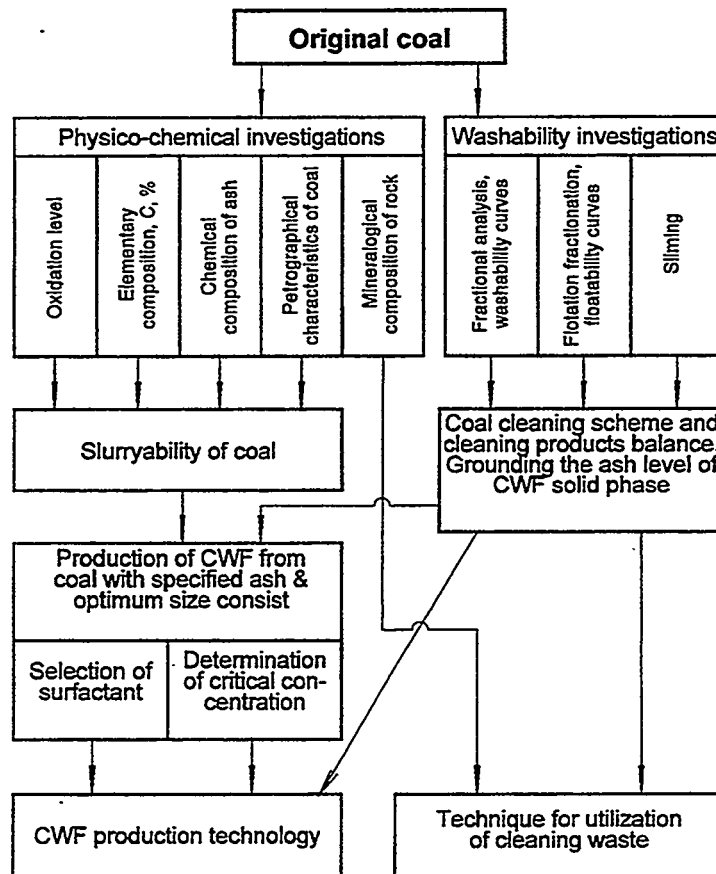 Original coal
Physico-chemical investigations
Washability investigations
Oxidation level
Elementary
composition, C, %
Chemical
composition of ash
Petrographical
characteristics of coal
Mineralogical
composition of rock
Fractional analysis,
washability curves
Flotation fractionation,
floatability curves
Sliming
Slurryability of coal
Coal cleaning scheme and
cleaning products balance.
Grounding the ash level of
CWF solid phase
Production of CWF from
coal with specified ash &
optimum size consist
Selection of
surfactant
Determination
of critical con-
centration
CWF production technology
Technique for utilization
of cleaning waste